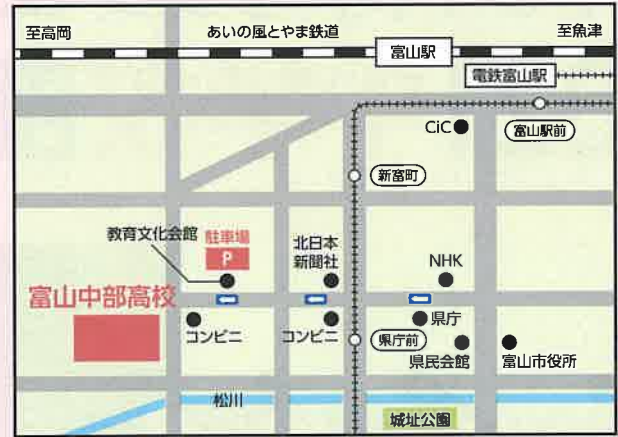 至高岡
あいの風とやま鉄道
至魚津
富山駅
電鉄富山駅
CiC
富山駅前
新富町
教育文化会館
駐車場
P
北日本
新聞社
NHK
富山中部高校
コンビニ
コンビニ
県庁
県庁前
県民会館
富山市役所
松川
城址公園